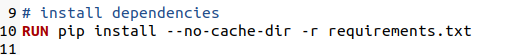 9 # install dependencies
10 RUN pip install --no-cache-dir -r requirements.txt
11